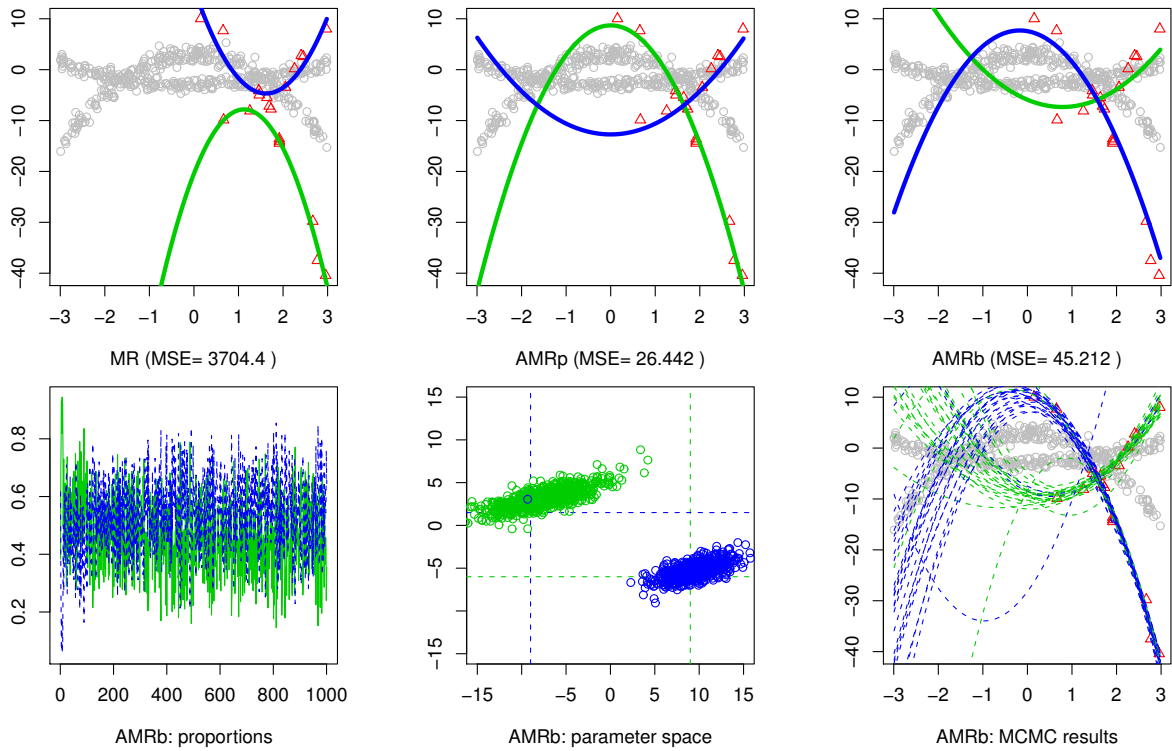 10
0
−10
−20
−30
−40
−3 −2 −1 0 1 2 3
MR (MSE= 3704.4 )
10
0
−10
−20
−30
−40
−3 −2 −1 0 1 2 3
AMRp (MSE= 26.442 )
10
0
−10
−20
−30
−40
−3 −2 −1 0 1 2 3
AMRb (MSE= 45.212 )
0.8
0.6
0.4
0.2
0 200 400 600 800 1000
AMRb: proportions
15
10
5
0
−5
−15
−15 −5 0 5 10 15
AMRb: parameter space
10
0
−10
−20
−30
−40
−3 −2 −1 0 1 2 3
AMRb: MCMC results